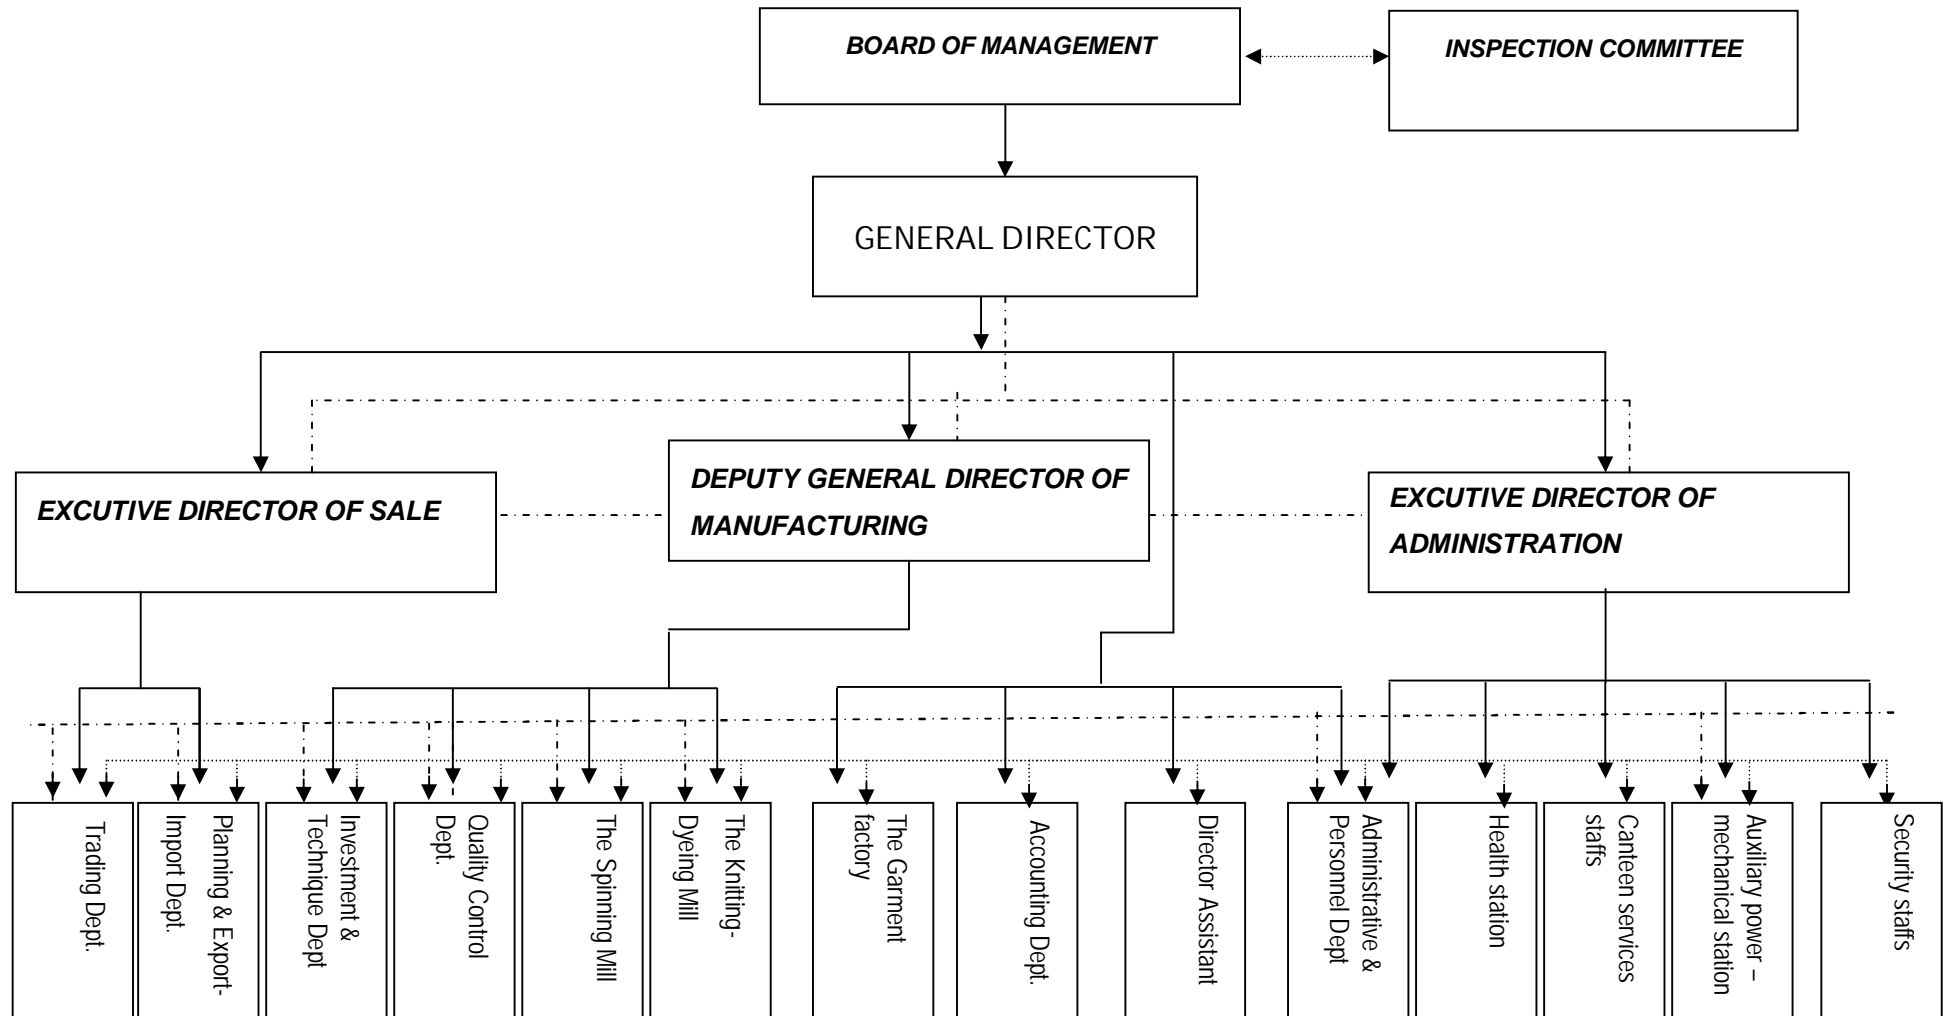 BOARD OF MANAGEMENT
INSPECTION COMMITTEE
GENERAL DIRECTOR
EXCUTIVE DIRECTOR OF SALE
DEPUTY GENERAL DIRECTOR OF
MANUFACTURING
EXCUTIVE DIRECTOR OF
ADMINISTRATION
Trading Dept.
Planning & Export-
Import Dept.
Investment &
Technique Dept
Quality Control
Dept.
The Spinning Mill
The Knitting-
Dyeing Mill
The Garment
factory
Accounting Dept.
Director Assistant
Administrative &
Personnel Dept
Health station
Canteen services
staffs
Auxiliary power –
mechanical station
Security staffs